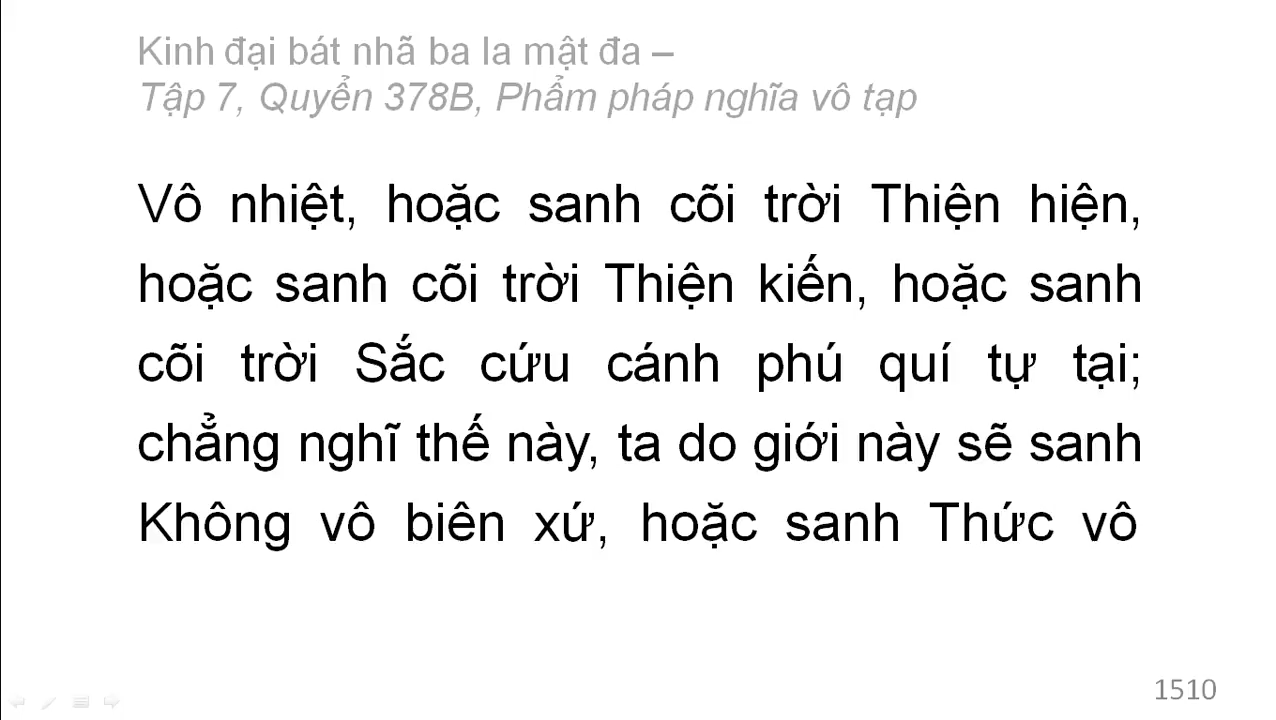 Kinh đại bát nhã ba la mật đa –
Tập 7, Quyển 378B, Phẩm pháp nghĩa vô tạp
Vô nhiệt, hoặc sanh cõi trời Thiện hiện,
hoặc sanh cõi trời Thiện kiến, hoặc sanh
cõi trời Sắc cứu cánh phú quí tự tại;
chẳng nghĩ thế này, ta do giới này sẽ sanh
Không vô biên xứ, hoặc sanh Thức vô
1510